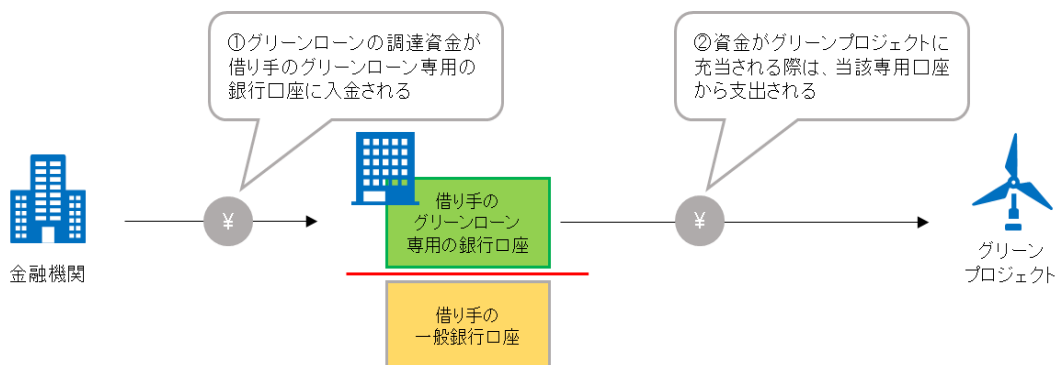 ①グリーンローンの調達資金が
借り手のグリーンローン専用の
銀行口座に入金される
②資金がグリーンプロジェクトに
充当される際は、当該専用口座
から支出される
金融機関
¥
借り手の
グリーンローン
専用の銀行口座
¥
グリーン
プロジェクト
借り手の
一般銀行口座